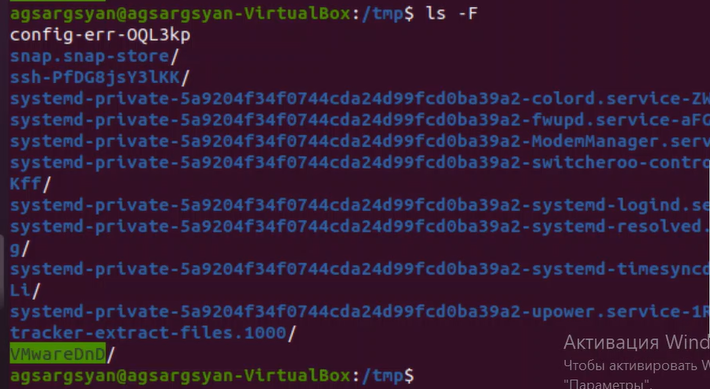 agsargsyan@agsargsyan-VirtualBox:/tmp$ ls -F
config-err-OQL3kp
snap.snap-store/
ssh-PfDG8jsY3lKK/
systemd-private-5a9204f34f0744cda24d99fcd0ba39a2-colord.service-ZW
systemd-private-5a9204f34f0744cda24d99fcd0ba39a2-fwupd.service-aFC
systemd-private-5a9204f34f0744cda24d99fcd0ba39a2-ModemManager.serv
systemd-private-5a9204f34f0744cda24d99fcd0ba39a2-switcheroo-contro
Kff/
systemd-private-5a9204f34f0744cda24d99fcd0ba39a2-systemd-logind.se
systemd-private-5a9204f34f0744cda24d99fcd0ba39a2-systemd-resolved.
g/
systemd-private-5a9204f34f0744cda24d99fcd0ba39a2-systemd-timesyncd
Li/
systemd-private-5a9204f34f0744cda24d99fcd0ba39a2-upower.service-1R
tracker-extract-files.1000/
VMwareDnD/
agsargsyan@agsargsyan-VirtualBox:/tmp$
Активация Wind
Чтобы активировать W
"Параметры".